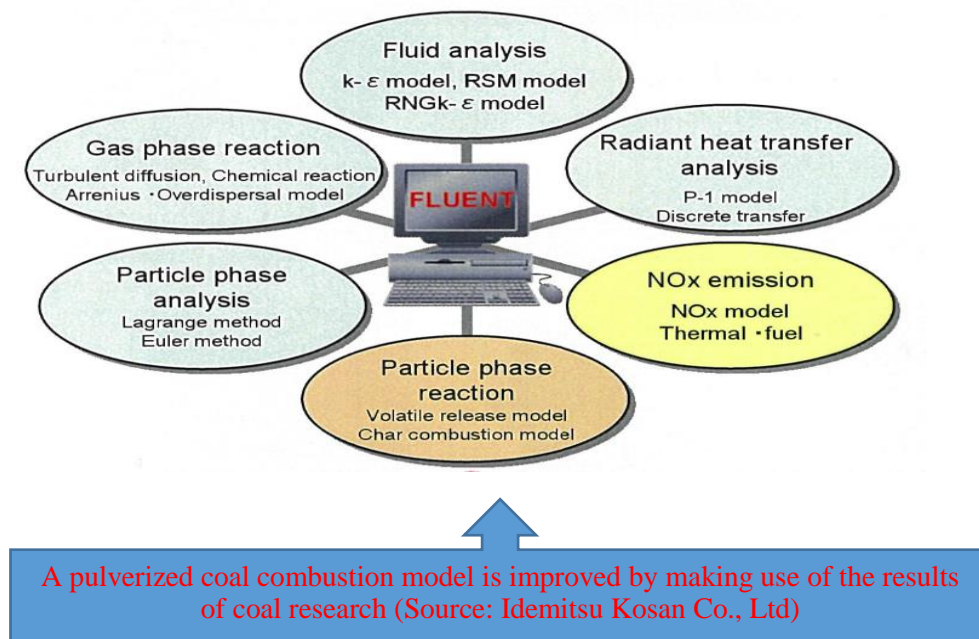 Fluid analysis
k- ε model, RSM model
RNGk- ε model
Gas phase reaction
Turbulent diffusion, Chemical reaction
Arrenius ・Overdispersal model
Radiant heat transfer
analysis
P-1 model
Discrete transfer
FLUENT
Particle phase
analysis
Lagrange method
Euler method
NOx emission
NOx model
Thermal ・fuel
Particle phase
reaction
Volatile release model
Char combustion model
A pulverized coal combustion model is improved by making use of the results
of coal research (Source: Idemitsu Kosan Co., Ltd)